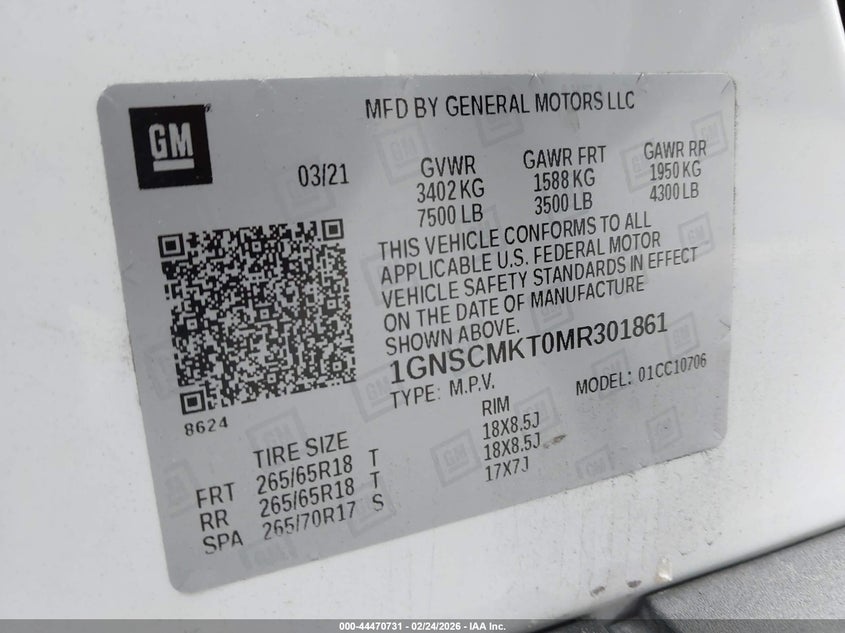 GM
MFD BY GENERAL MOTORS LLC
03/21
GVWR
3402 KG
7500 LB
GAWR FRT
1588 KG
3500 LB
GAWR RR
1950 KG
4300 LB
THIS VEHICLE CONFORMS TO ALL
APPLICABLE U.S. FEDERAL MOTOR
VEHICLE SAFETY STANDARDS IN EFFECT
ON THE DATE OF MANUFACTURE
SHOWN ABOVE.
1GNSCMKT0MR301861
TYPE: M.P.V.
MODEL: 01CC10706
8624
TIRE SIZE
RIM
FRT 265/65R18 T 18X8.5J
RR 265/65R18 T 18X8.5J
SPA 265/70R17 S 17X7J
000-44470731 - 02/24/2026 - IAA Inc.